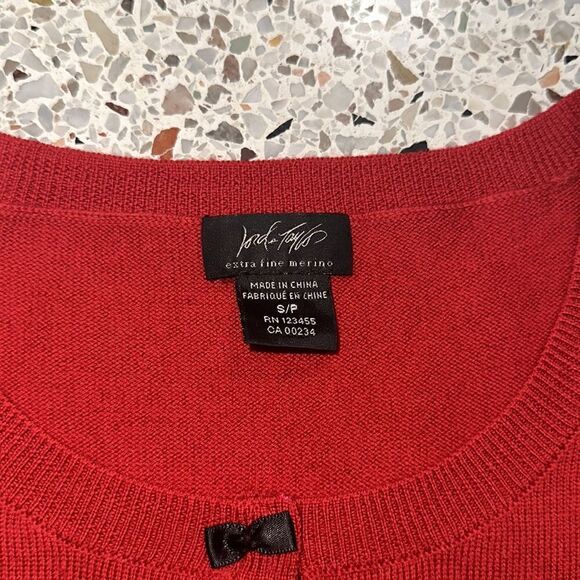 Lord & Taylor
extra fine merino
MADE IN CHINA
FABRIQUÉ EN CHINE
S/P
RN 123455
CA 00234